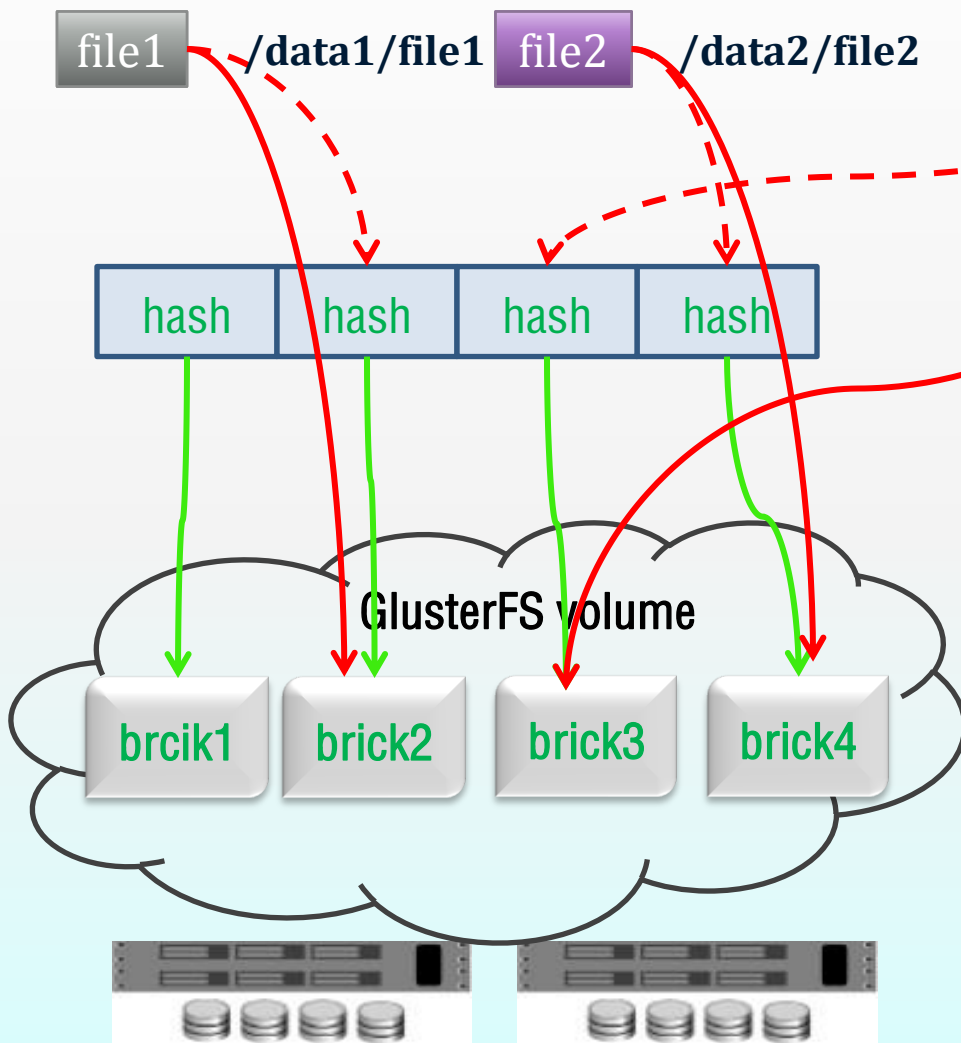 file1 /data1/file1 file2 /data2/file2
hash hash hash hash
GlusterFS volume
brcik1 brick2 brick3 brick4